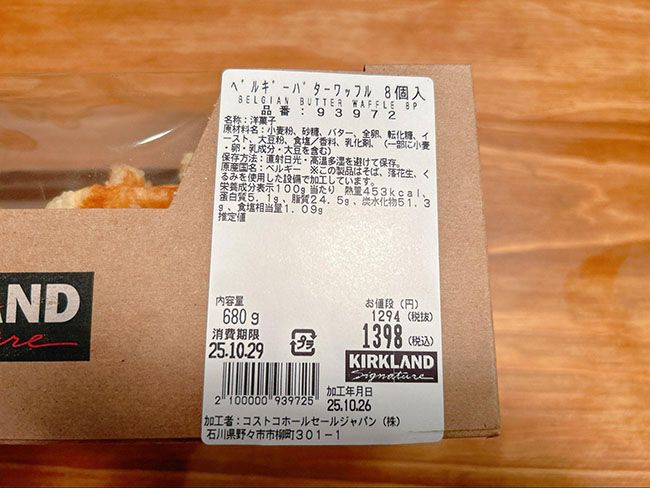 ベルギーバターワッフル 8個入
BELGIAN BUTTER WAFFLE 8P
品番:93972
名称:洋菓子
原材料名:小麦粉、砂糖、バター、全卵、転化糖、イ
ースト、大豆粉、食塩/香料、乳化剤、(一部に小麦
・卵・乳成分・大豆を含む)
保存方法:直射日光・高温多湿を避けて保存。
原産国名:ベルギー ※この製品はそば、落花生、く
るみを使用した設備で加工しています。
栄養成分表示100g当たり 熱量453kcal、
蛋白質5.1g、脂質24.5g、炭水化物51.3
g、食塩相当量1.09g
推定値
内容量
680g
お値段(円)
1294(税抜)
1398(税込)
消費期限
25.10.29
プラ
KIRKLAND
Signature
2 100000 939725
加工年月日
25.10.26
加工者:コストコホールセールジャパン(株)
石川県野々市市柳町301-1
AND
ure